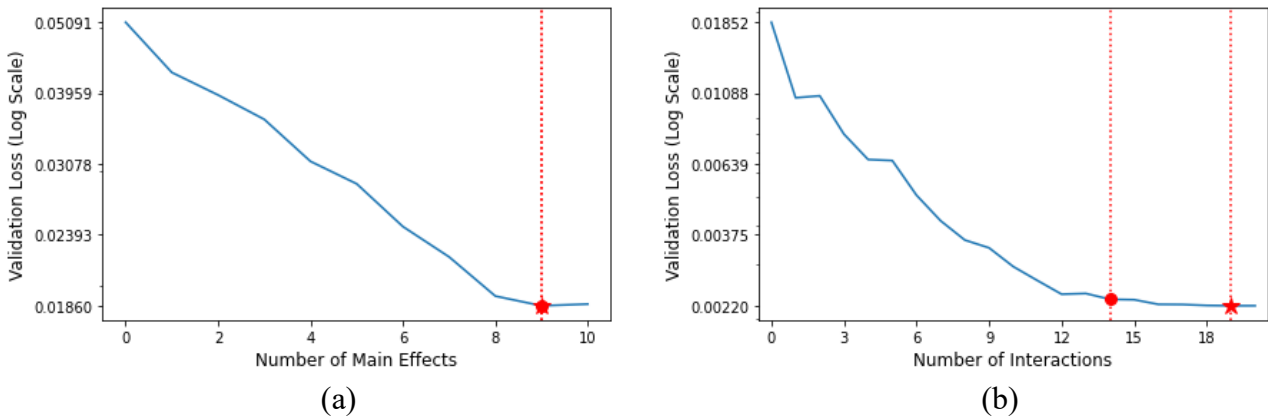 0.05091
0.03959
0.03078
0.02393
0.01860
Validation Loss (Log Scale)
0 2 4 6 8 10
Number of Main Effects
(a)
0.01852
0.01088
0.00639
0.00375
0.00220
Validation Loss (Log Scale)
0 3 6 9 12 15 18
Number of Interactions
(b)